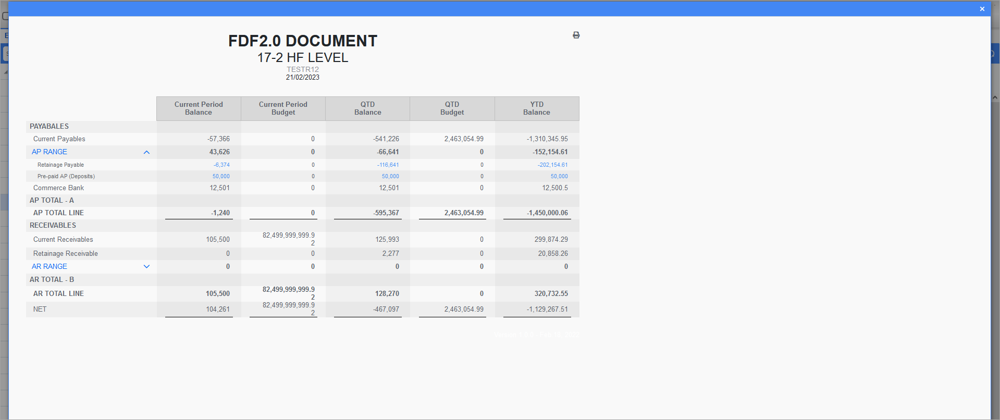 FDF2.0 DOCUMENT
17-2 HF LEVEL
TESTR12
21/02/2023
Current Period Balance Current Period Budget QTD Balance QTD Budget YTD Balance
PAYABALES
Current Payables -57,366 0 -541,226 2,463,054.99 -1,310,345.95
AP RANGE 43,626 0 -66,641 0 -152,154.61
Retainage Payable -6,374 0 -116,641 0 -202,154.61
Pre-paid AP (Deposits) 50,000 0 50,000 0 50,000
Commerce Bank 12,501 0 12,501 0 12,500.5
AP TOTAL - A
AP TOTAL LINE -1,240 0 -595,367 2,463,054.99 -1,450,000.06
RECEIVABLES
Current Receivables 105,500 82,499,999,999.92 125,993 0 299,874.29
Retainage Receivable 0 0 2,277 0 20,858.26
AR RANGE 0 0 0 0 0
AR TOTAL - B
AR TOTAL LINE 105,500 82,499,999,999.92 128,270 0 320,732.55
NET 104,261 82,499,999,999.92 -467,097 2,463,054.99 -1,129,267.51